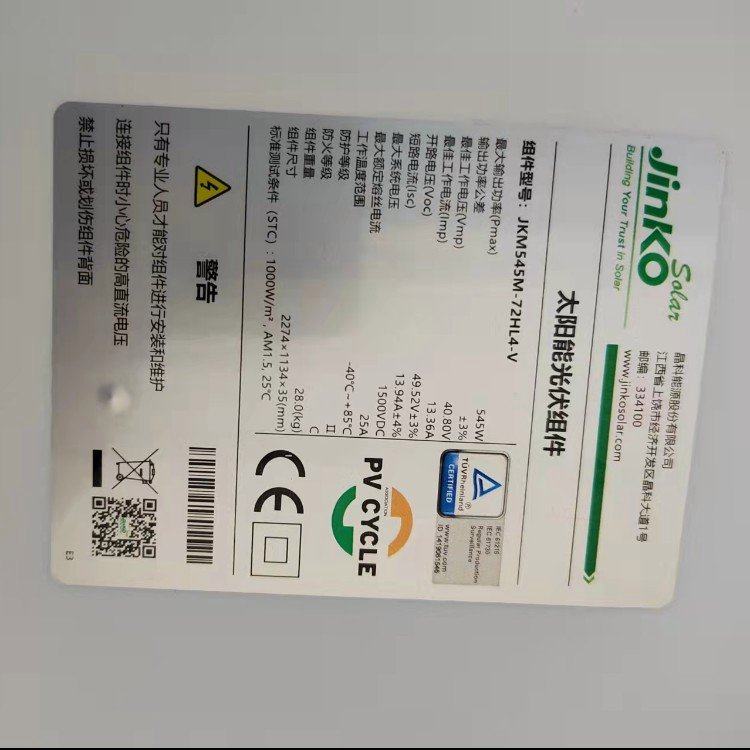 JinKO Solar
Building Your Trust in Solar
晶科能源股份有限公司
江西省上饶市经济开发区晶科大道1号
邮编：334100
www.jinkosolar.com
太阳能光伏组件
组件型号：JKM545M-72HL4-V
最大输出功率(Pmax) 545W
输出功率公差 ±3%
最佳工作电压(Vmp) 40.80V
最佳工作电流(Imp) 13.36A
开路电压(Voc) 49.52V±3%
短路电流(Isc) 13.94A±4%
最大系统电压 1500VDC
最大额定熔丝电流 25A
工作温度范围 -40℃~+85℃
防护等级 II
防火等级 C
组件重量 28.0(kg)
组件尺寸 2274×1134×35(mm)
标准测试条件（STC）: 1000W/m², AM1.5, 25℃
TÜVRheinland
CERTIFIED
IEC 61215
IEC 61730
Regular Production
Surveillance
www.tuv.com
ID 1419061546
PV CYCLE
ASSOCIATION
CE
警告
只有专业人员才能对组件进行安装和维护
连接组件时小心危险的高直流电压
禁止损坏或划伤组件背面
E3